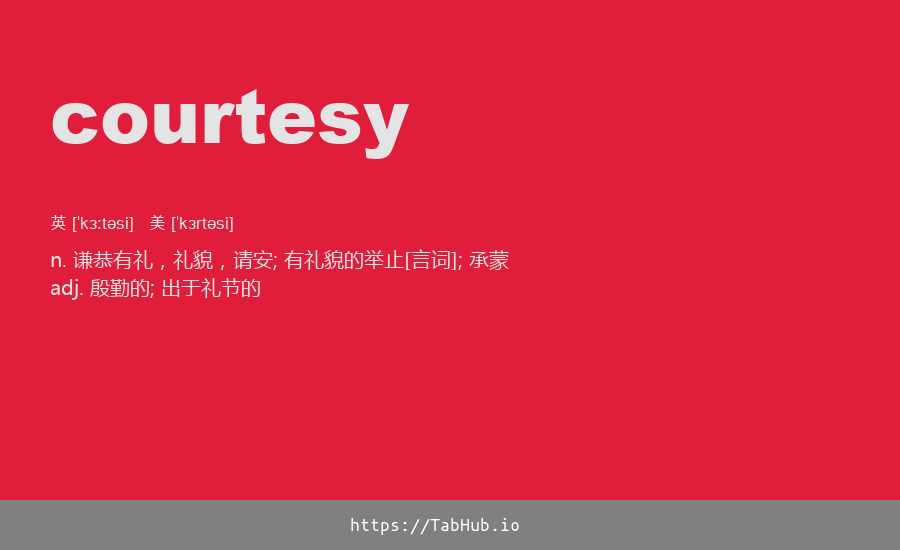 courtesy
英 [ˈkɜːtəsi] 美 [ˈkɜrtəsi]
n. 谦恭有礼，礼貌，请安; 有礼貌的举止[言词]; 承蒙
adj. 殷勤的; 出于礼节的
https://TabHub.io